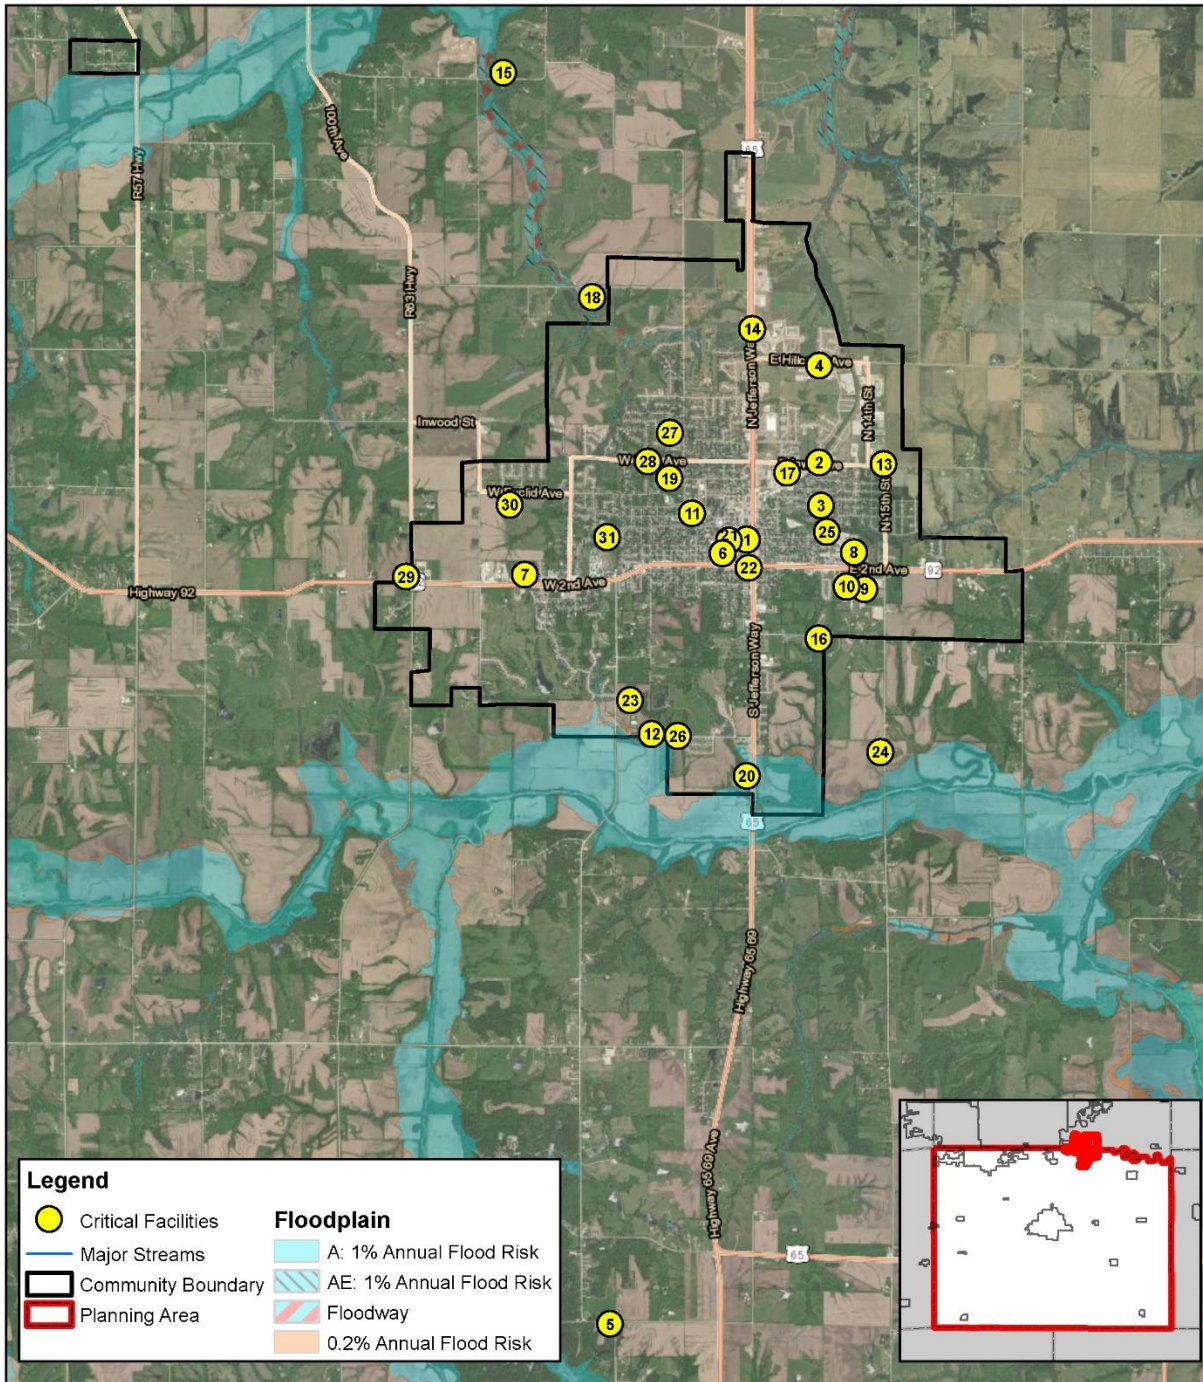 15
100th Ave
R57 Hwy
65
R63 Hwy
18
14
N Jefferson Way
4
N 14th St
27
Inwood St
28
19
17
2
13
W Euclid Ave
30
11
3
N 15th St
31
21
1
25
6
8
29
7
W 2nd Ave
22
E 2nd Ave
92
Highway 92
10
9
16
S Jefferson Way
23
12
26
24
20
65
Highway 65 69
Highway 65 69 Ave
65
5
Legend
Critical Facilities
Major Streams
Community Boundary
Planning Area
Floodplain
A: 1% Annual Flood Risk
AE: 1% Annual Flood Risk
Floodway
0.2% Annual Flood Risk